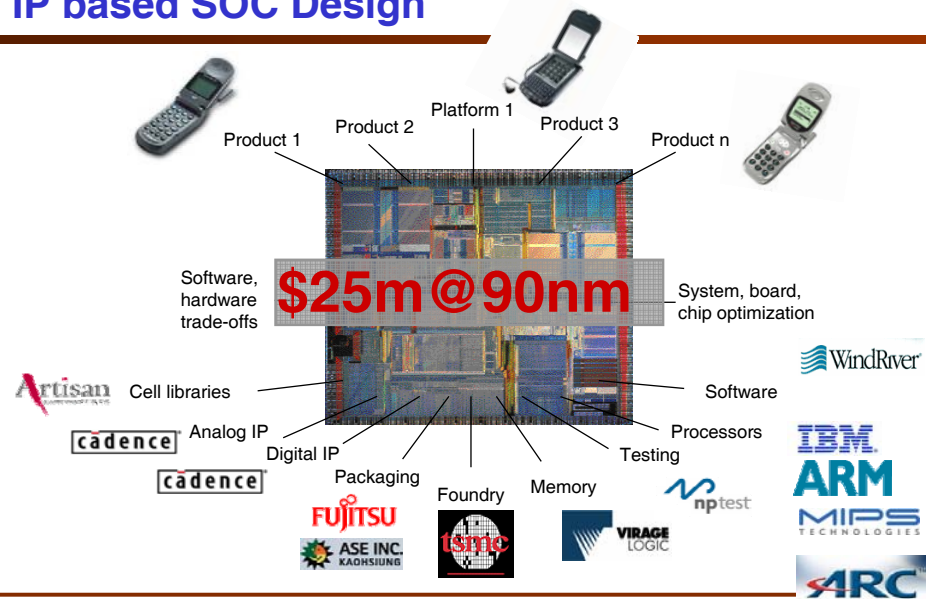 IP based SOC Design
Platform 1
Product 2
Product 3
Product 1
Product n
Software,
hardware
trade-offs
$25m@90nm
System, board,
chip optimization
WindRiver
Artisan
Cell libraries
Software
cādence
Analog IP
Processors
IBM
Digital IP
Testing
cādence
Packaging
ARM
Foundry
Memory
nptest
FUJITSU
MIPS
TECHNOLOGIES
tsmc
VIRAGE
LOGIC
ASE INC.
KAOHSIUNG
ARC